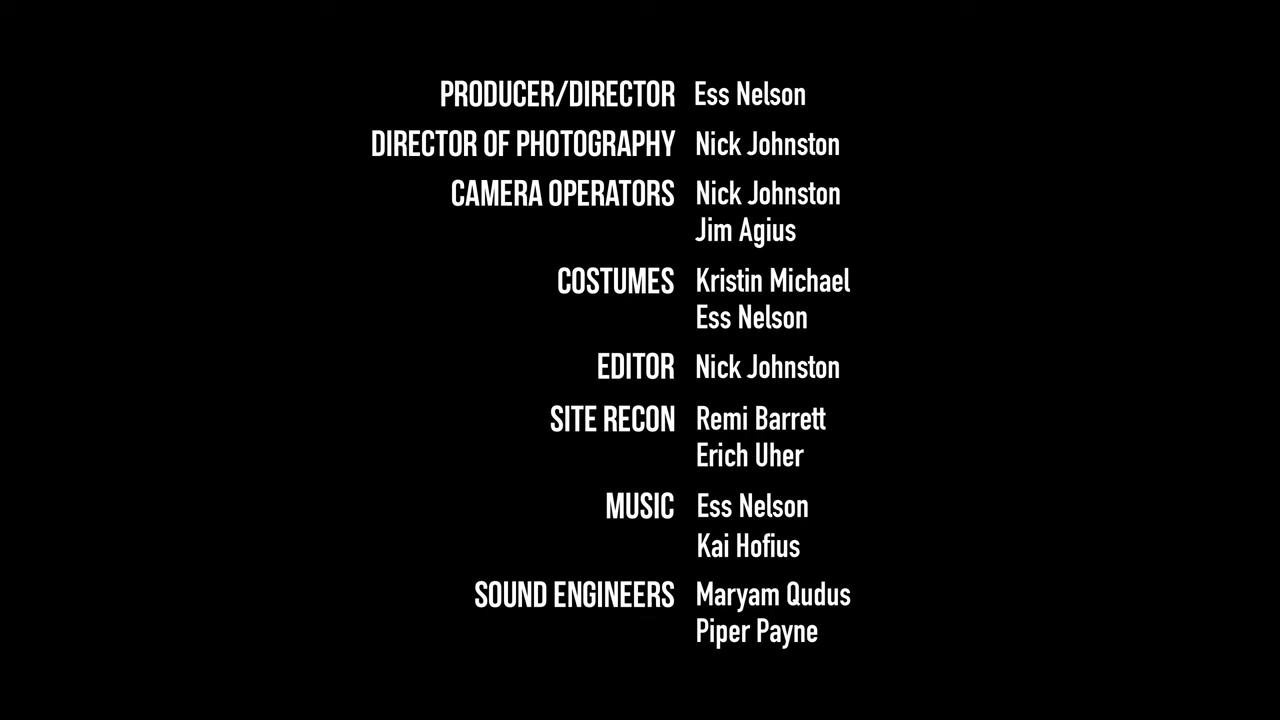 PRODUCER/DIRECTOR Ess Nelson
DIRECTOR OF PHOTOGRAPHY Nick Johnston
CAMERA OPERATORS Nick Johnston
Jim Agius
COSTUMES Kristin Michael
Ess Nelson
EDITOR Nick Johnston
SITE RECON Remi Barrett
Erich Uher
MUSIC Ess Nelson
Kai Hofius
SOUND ENGINEERS Maryam Qudus
Piper Payne